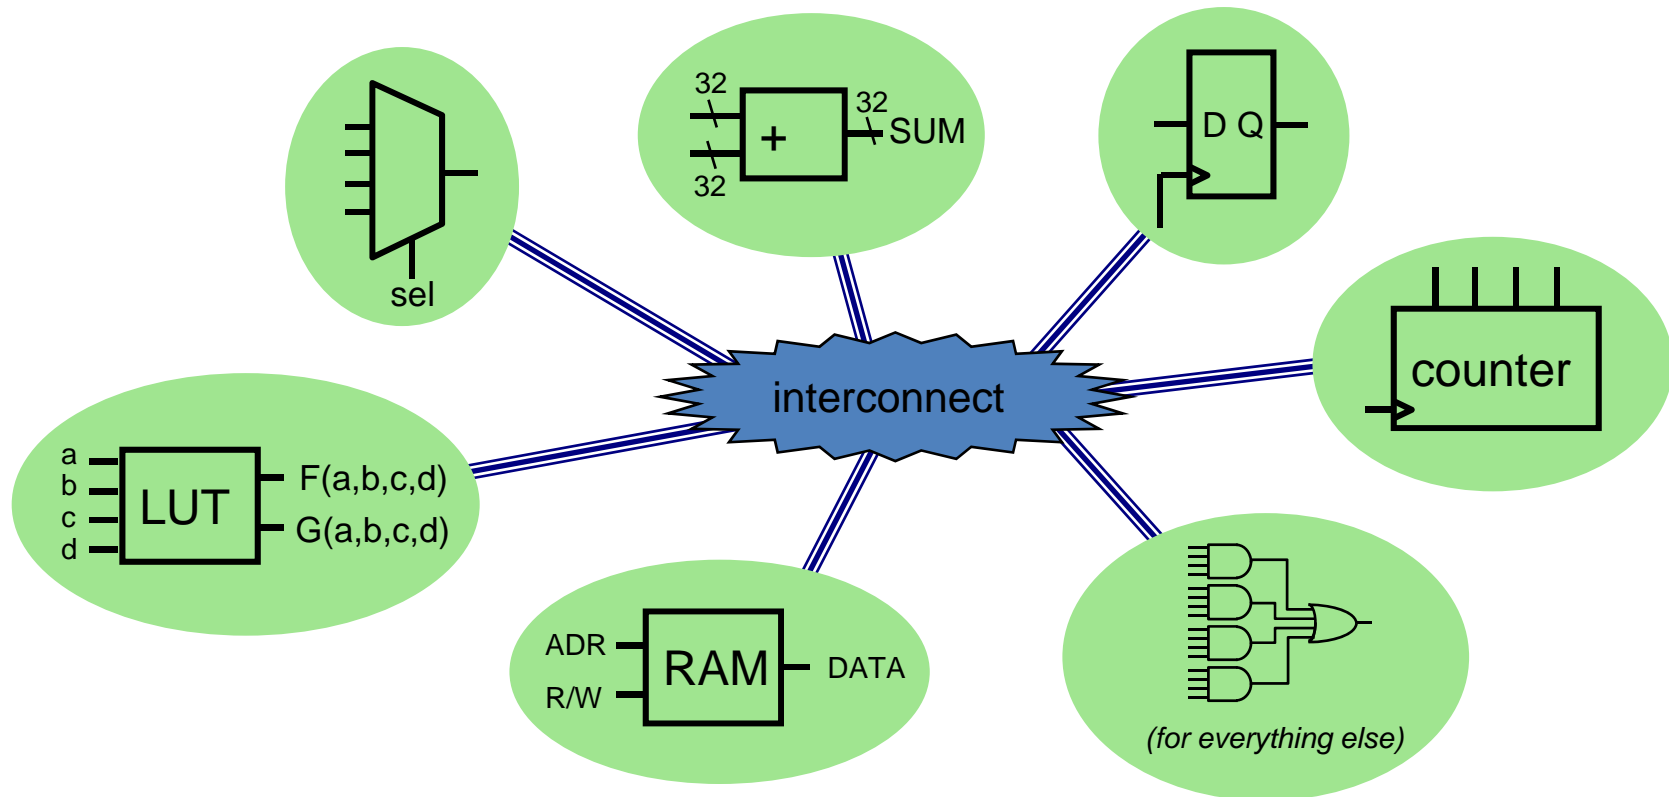 sel
32
32
+
32
SUM
D Q
counter
interconnect
a
b
c
d
LUT
F(a,b,c,d)
G(a,b,c,d)
ADR
R/W
RAM
DATA
(for everything else)